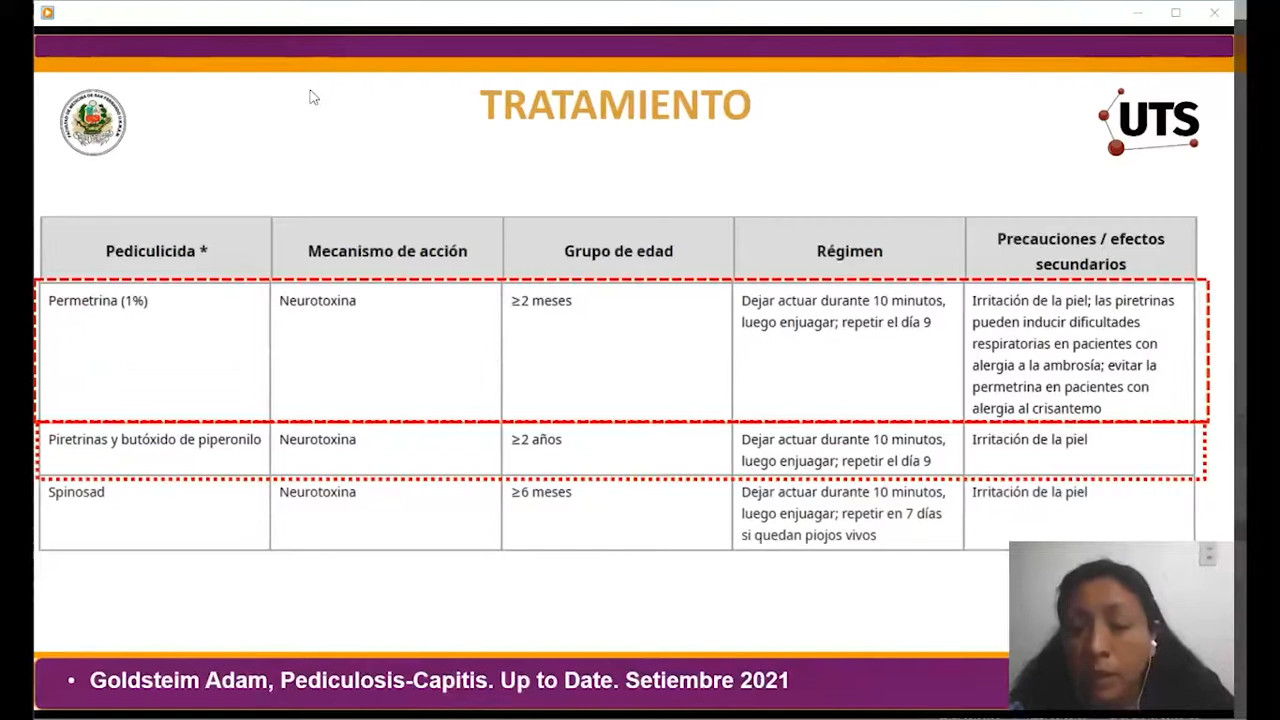 TRATAMIENTO
UTS
Pediculicida *
Mecanismo de acción
Grupo de edad
Régimen
Precauciones / efectos
secundarios
Permetrina (1%)
Neurotoxina
≥2 meses
Dejar actuar durante 10 minutos,
luego enjuagar; repetir el día 9
Irritación de la piel; las piretrinas
pueden inducir dificultades
respiratorias en pacientes con
alergia a la ambrosía; evitar la
permetrina en pacientes con
alergia al crisantemo
Piretrinas y butóxido de piperonilo
Neurotoxina
≥2 años
Dejar actuar durante 10 minutos,
luego enjuagar; repetir el día 9
Irritación de la piel
Spinosad
Neurotoxina
≥6 meses
Dejar actuar durante 10 minutos,
luego enjuagar; repetir en 7 días
si quedan piojos vivos
Irritación de la piel
• Goldsteim Adam, Pediculosis-Capitis. Up to Date. Setiembre 2021